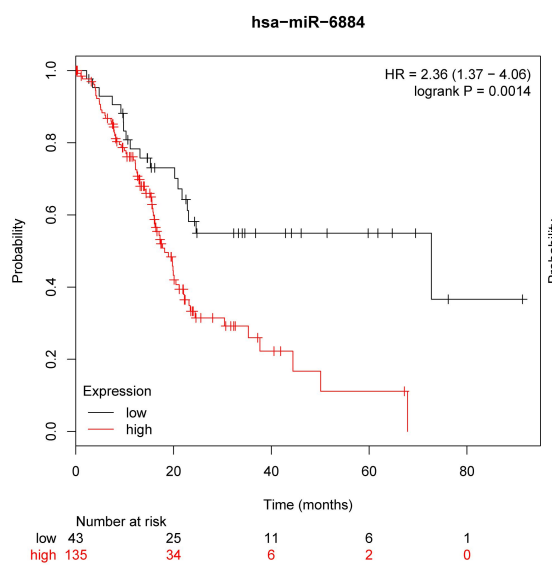 hsa−miR−6884
HR = 2.36 (1.37 − 4.06)
logrank P = 0.0014
Probability
1.0
0.8
0.6
0.4
0.2
0.0
Expression
low
high
0 20 40 60 80
Time (months)
Number at risk
low 43 25 11 6 1
high 135 34 6 2 0
Probability